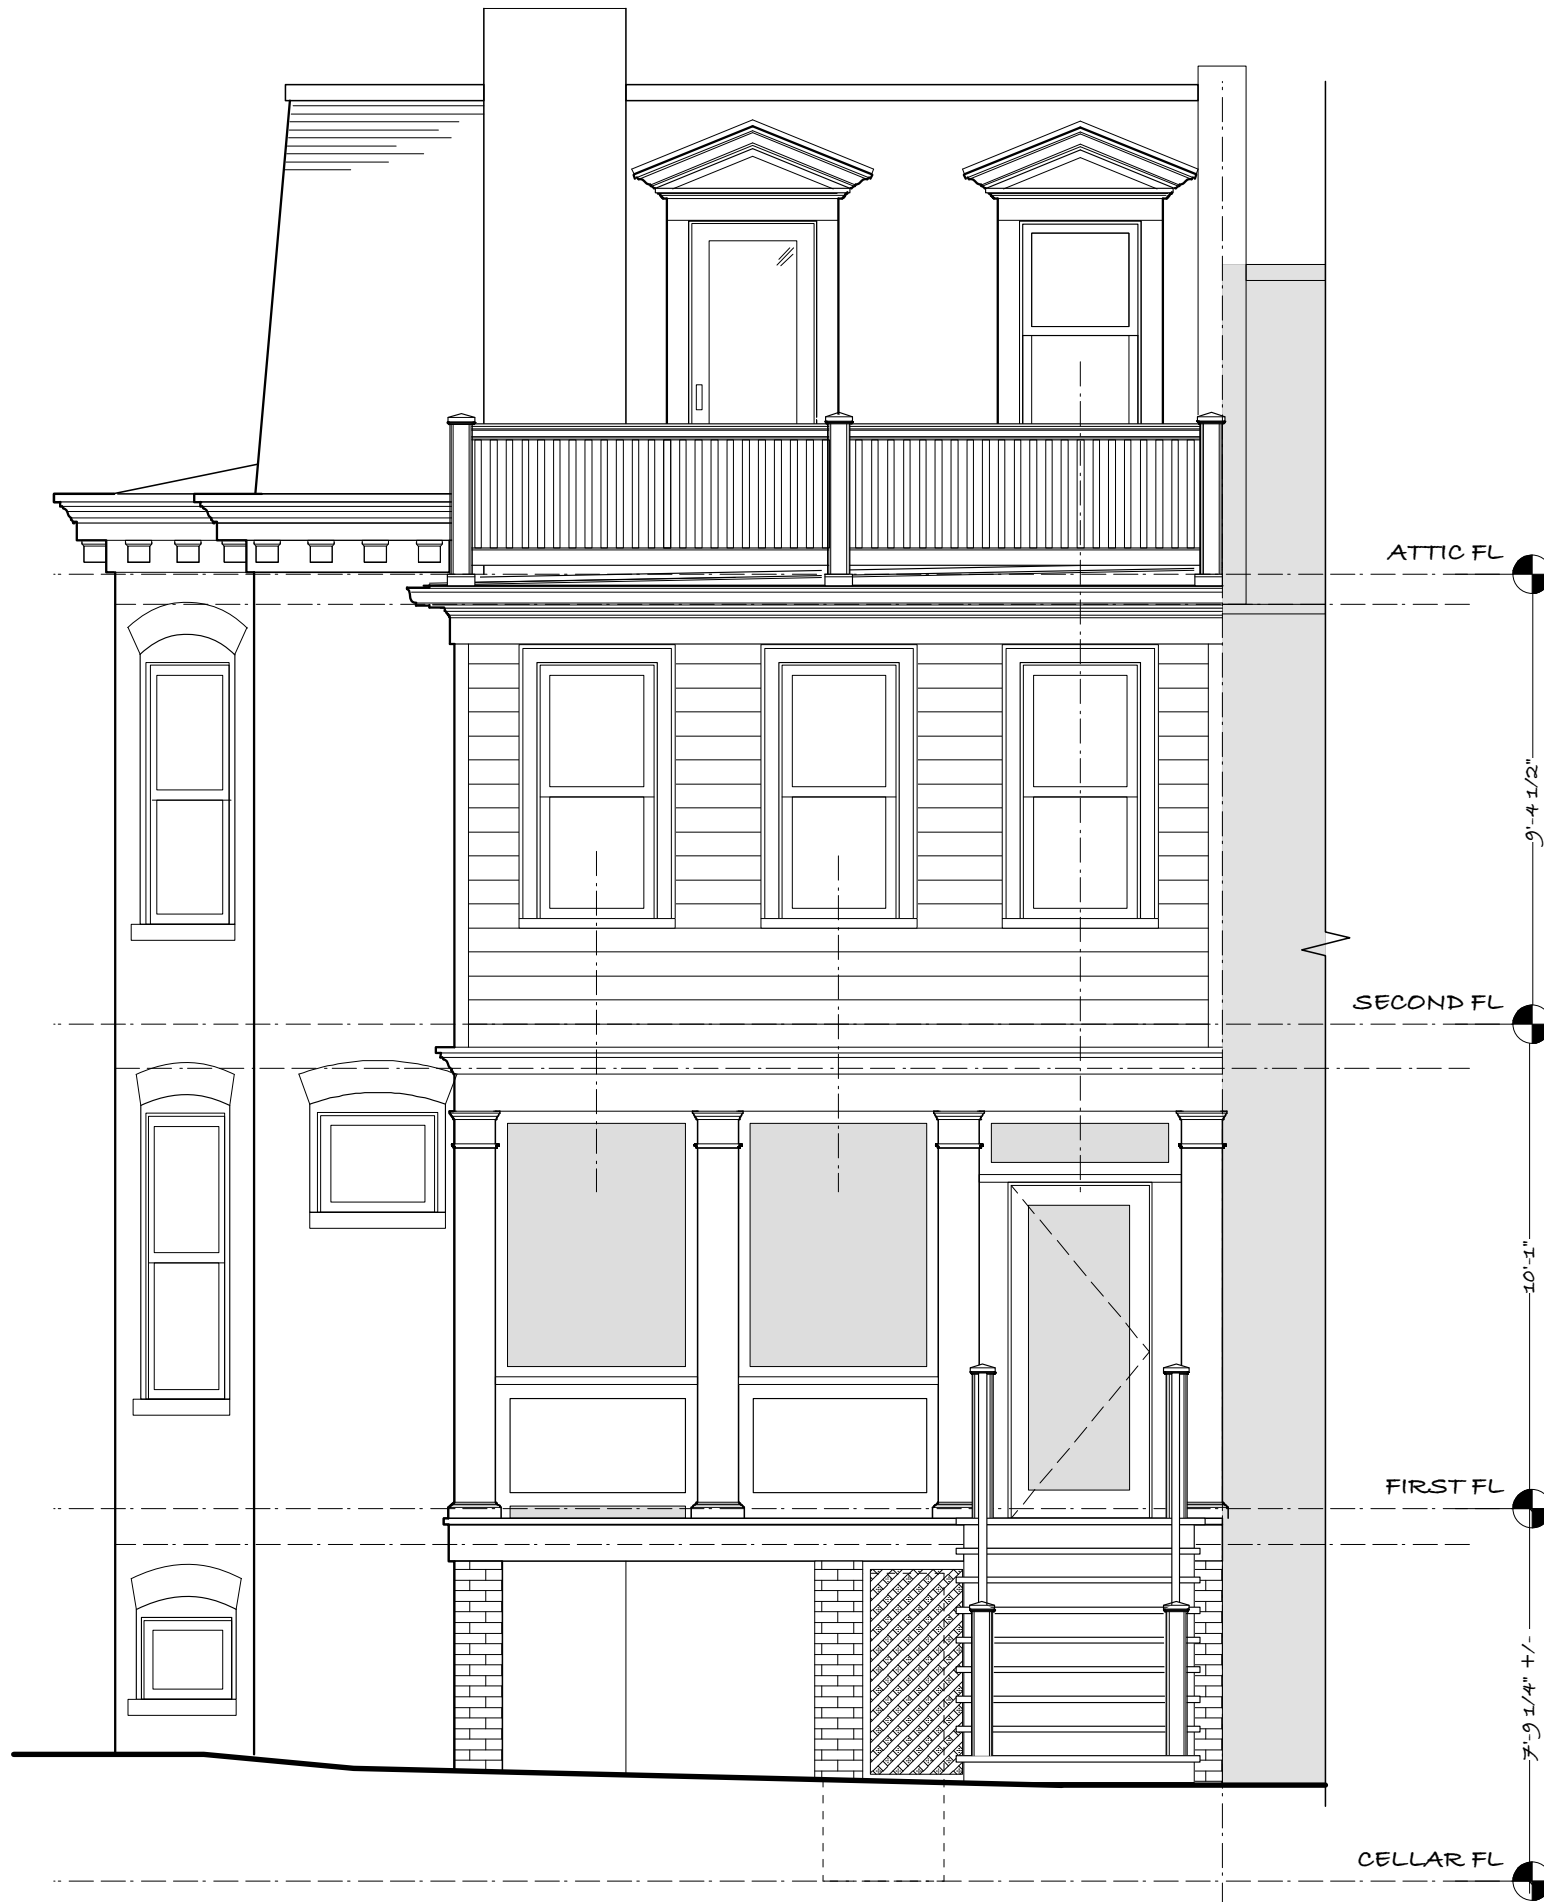 ATTIC FL
9'-4 1/2"
SECOND FL
10'-1"
FIRST FL
7'-9 1/4" +/-
CELLAR FL